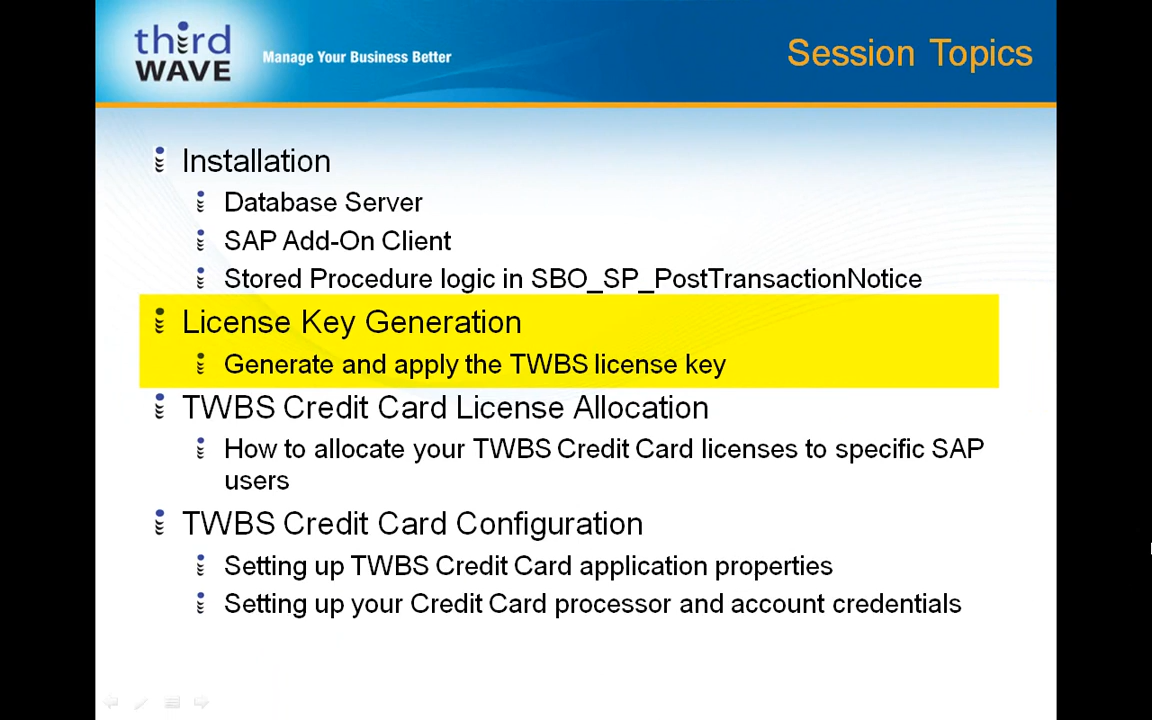 third
WAVE
Manage Your Business Better
Session Topics
Installation
Database Server
SAP Add-On Client
Stored Procedure logic in SBO_SP_PostTransactionNotice
License Key Generation
Generate and apply the TWBS license key
TWBS Credit Card License Allocation
How to allocate your TWBS Credit Card licenses to specific SAP
users
TWBS Credit Card Configuration
Setting up TWBS Credit Card application properties
Setting up your Credit Card processor and account credentials